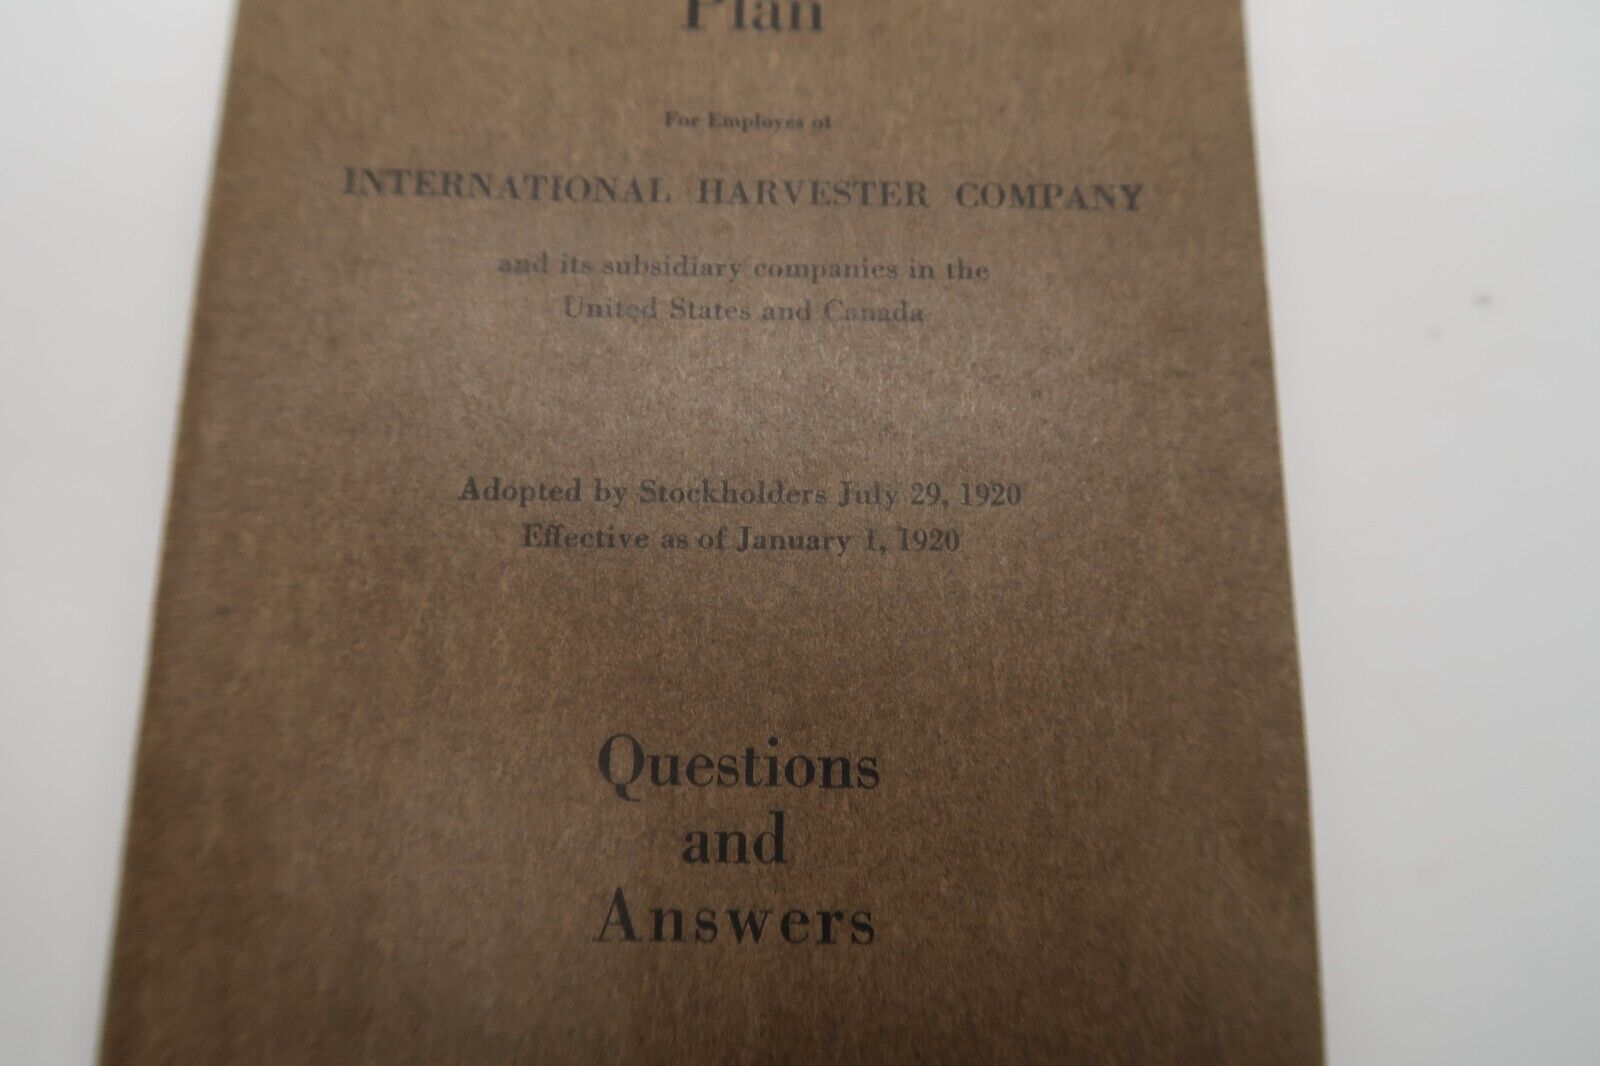 Plan
For Employes of
INTERNATIONAL HARVESTER COMPANY
and its subsidiary companies in the
United States and Canada
Adopted by Stockholders July 29, 1920
Effective as of January 1, 1920
Questions
and
Answers